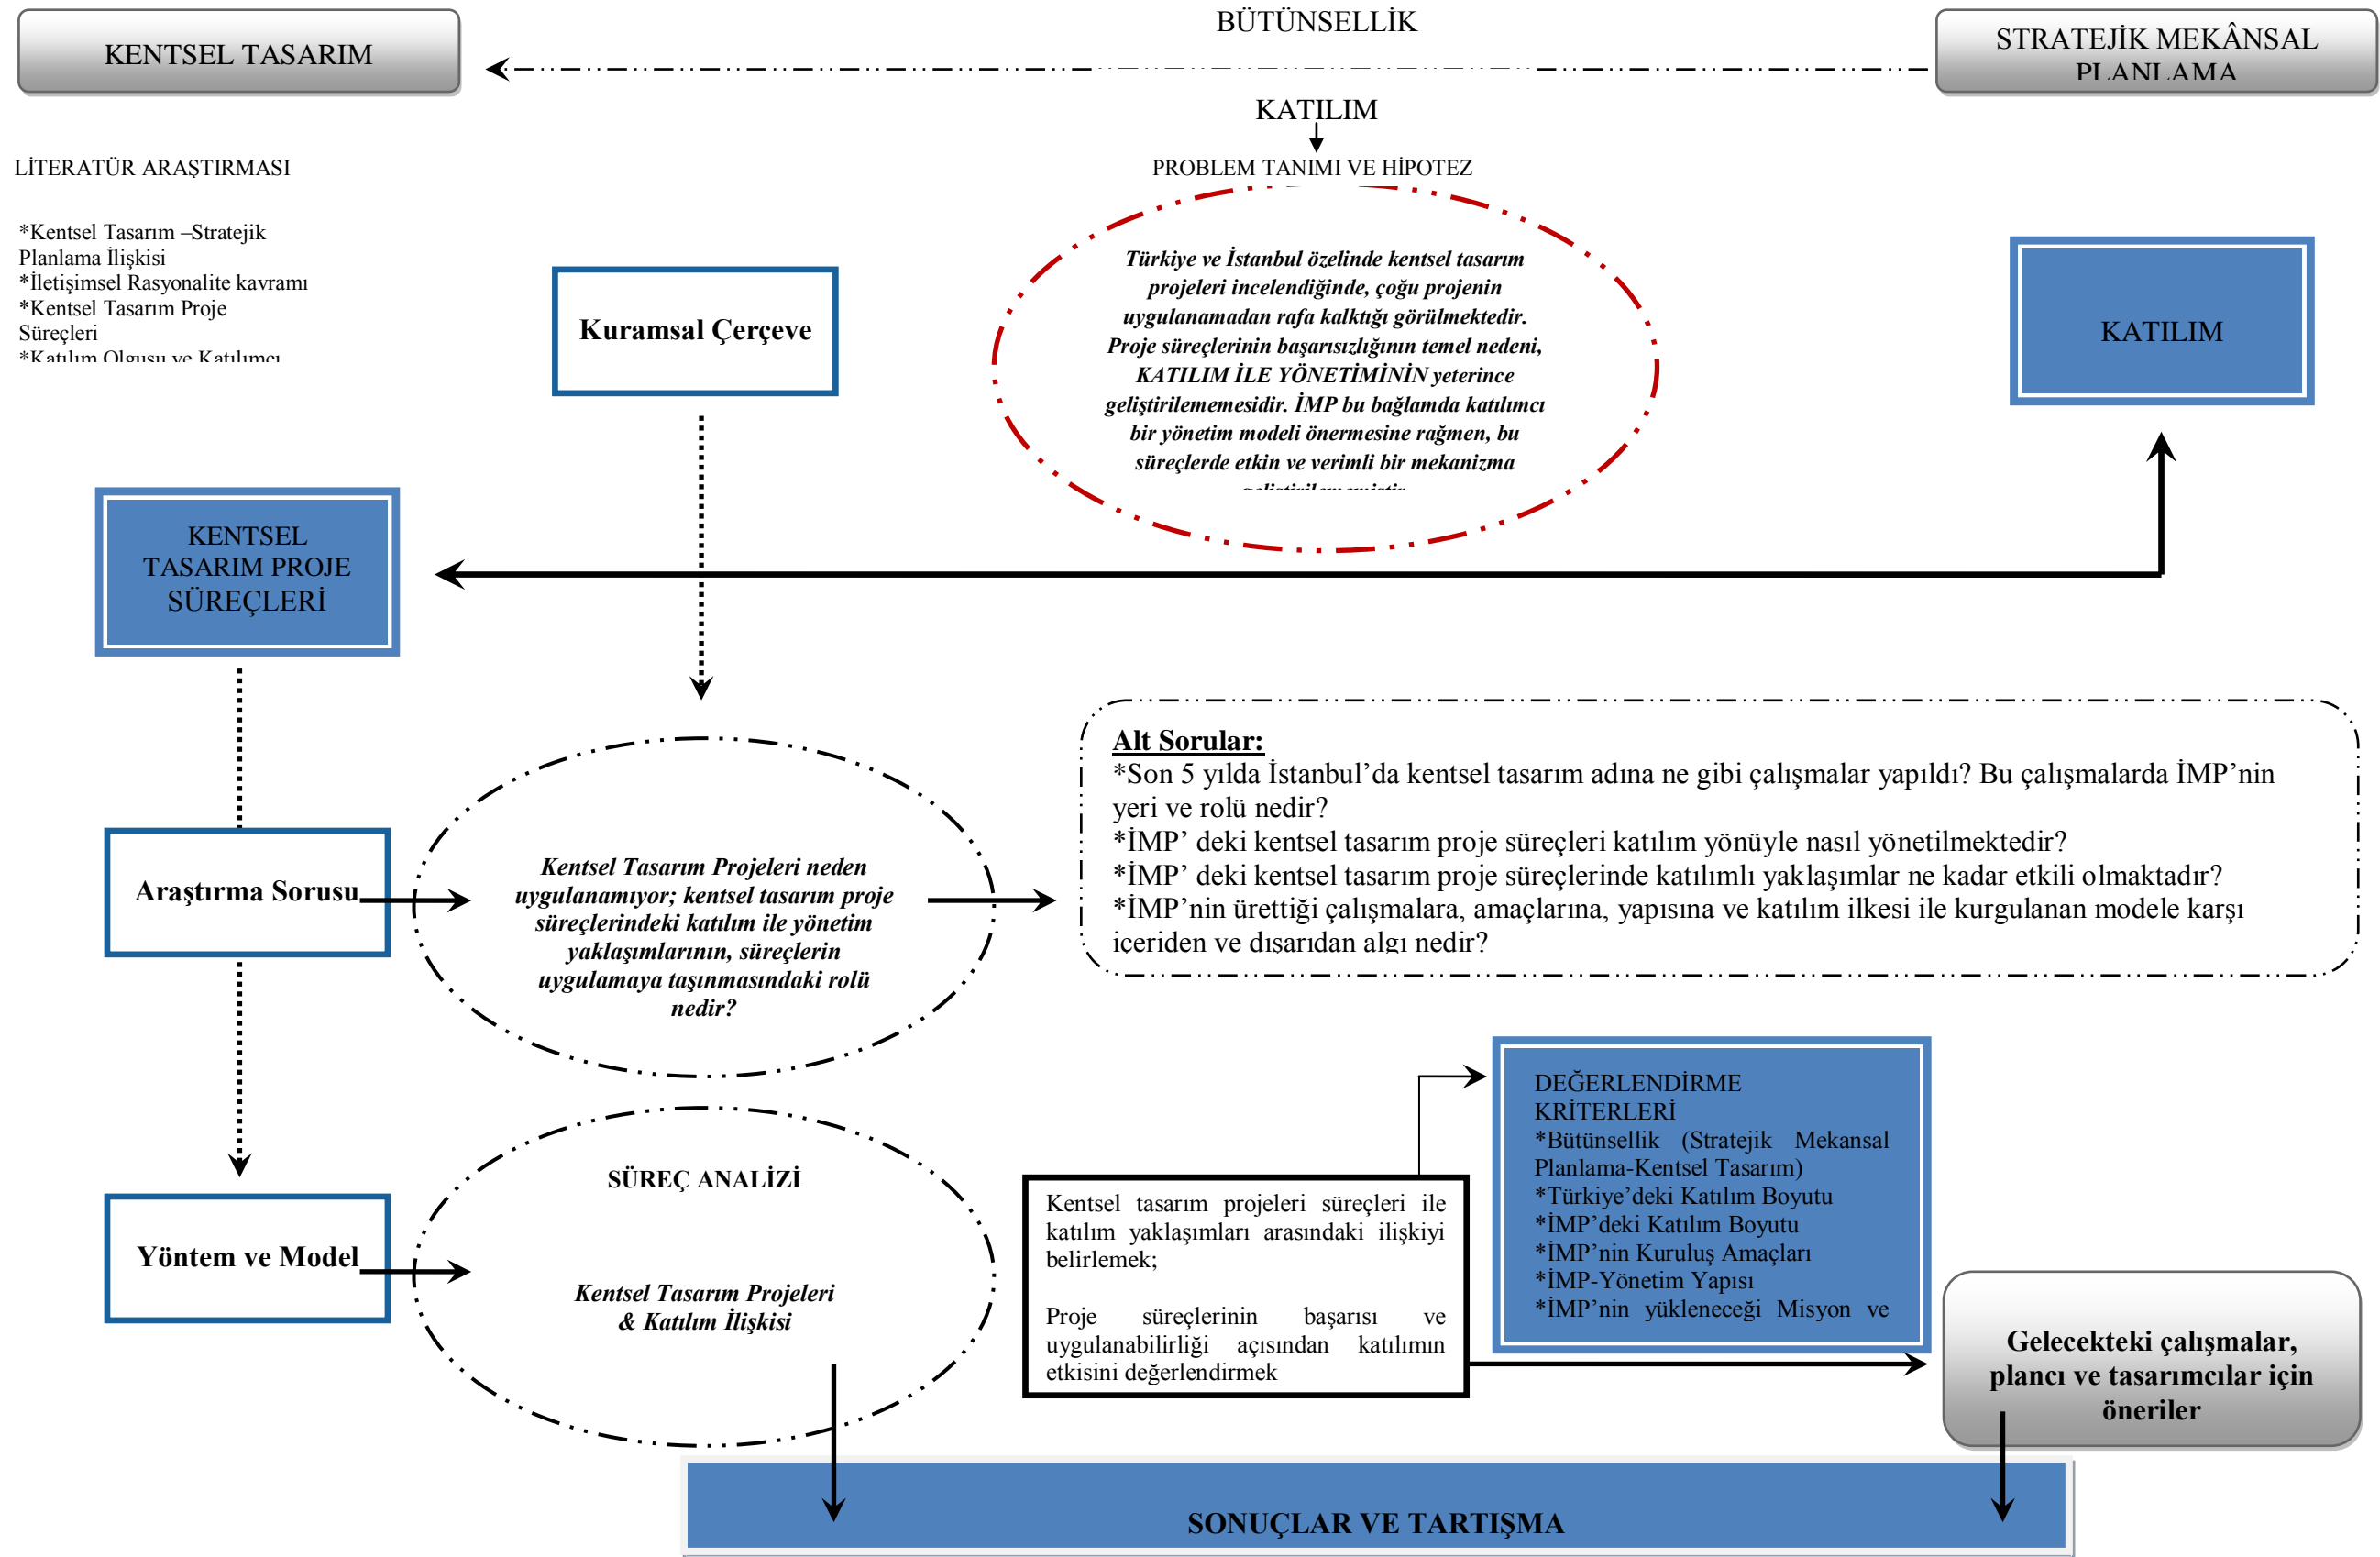 KENTSEL TASARIM
BÜTÜNSELLİK
STRATEJİK MEKÂNSAL
PLANLAMA
KATILIM
LİTERATÜR ARAŞTIRMASI
PROBLEM TANIMI VE HİPOTEZ
*Kentsel Tasarım –Stratejik
Planlama İlişkisi
*İletişimsel Rasyonalite kavramı
*Kentsel Tasarım Proje
Süreçleri
*Katılım Olgusu ve Katılımcı
Kuramsal Çerçeve
Türkiye ve İstanbul özelinde kentsel tasarım
projeleri incelendiğinde, çoğu projenin
uygulanamadan rafa kalktığı görülmektedir.
Proje süreçlerinin başarısızlığının temel nedeni,
KATILIM İLE YÖNETİMİNİN yeterince
geliştirilememesidir. İMP bu bağlamda katılımcı
bir yönetim modeli önermesine rağmen, bu
süreçlerde etkin ve verimli bir mekanizma
geliştirilememiştir.
KATILIM
KENTSEL
TASARIM PROJE
SÜREÇLERİ
Araştırma Sorusu
Kentsel Tasarım Projeleri neden
uygulanamıyor; kentsel tasarım proje
süreçlerindeki katılım ile yönetim
yaklaşımlarının, süreçlerin
uygulamaya taşınmasındaki rolü
nedir?
Alt Sorular:
*Son 5 yılda İstanbul’da kentsel tasarım adına ne gibi çalışmalar yapıldı? Bu çalışmalarda İMP’nin
yeri ve rolü nedir?
*İMP’ deki kentsel tasarım proje süreçleri katılım yönüyle nasıl yönetilmektedir?
*İMP’ deki kentsel tasarım proje süreçlerinde katılımlı yaklaşımlar ne kadar etkili olmaktadır?
*İMP’nin ürettiği çalışmalara, amaçlarına, yapısına ve katılım ilkesi ile kurgulanan modele karşı
içeriden ve dışarıdan algı nedir?
Yöntem ve Model
SÜREÇ ANALİZİ
Kentsel Tasarım Projeleri
& Katılım İlişkisi
Kentsel tasarım projeleri süreçleri ile
katılım yaklaşımları arasındaki ilişkiyi
belirlemek;
Proje süreçlerinin başarısı ve
uygulanabilirliği açısından katılımın
etkisini değerlendirmek
DEĞERLENDİRME
KRİTERLERİ
*Bütünsellik (Stratejik Mekansal
Planlama-Kentsel Tasarım)
*Türkiye’deki Katılım Boyutu
*İMP’deki Katılım Boyutu
*İMP’nin Kuruluş Amaçları
*İMP-Yönetim Yapısı
*İMP’nin yükleneceği Misyon ve
Gelecekteki çalışmalar,
plancı ve tasarımcılar için
öneriler
SONUÇLAR VE TARTIŞMA